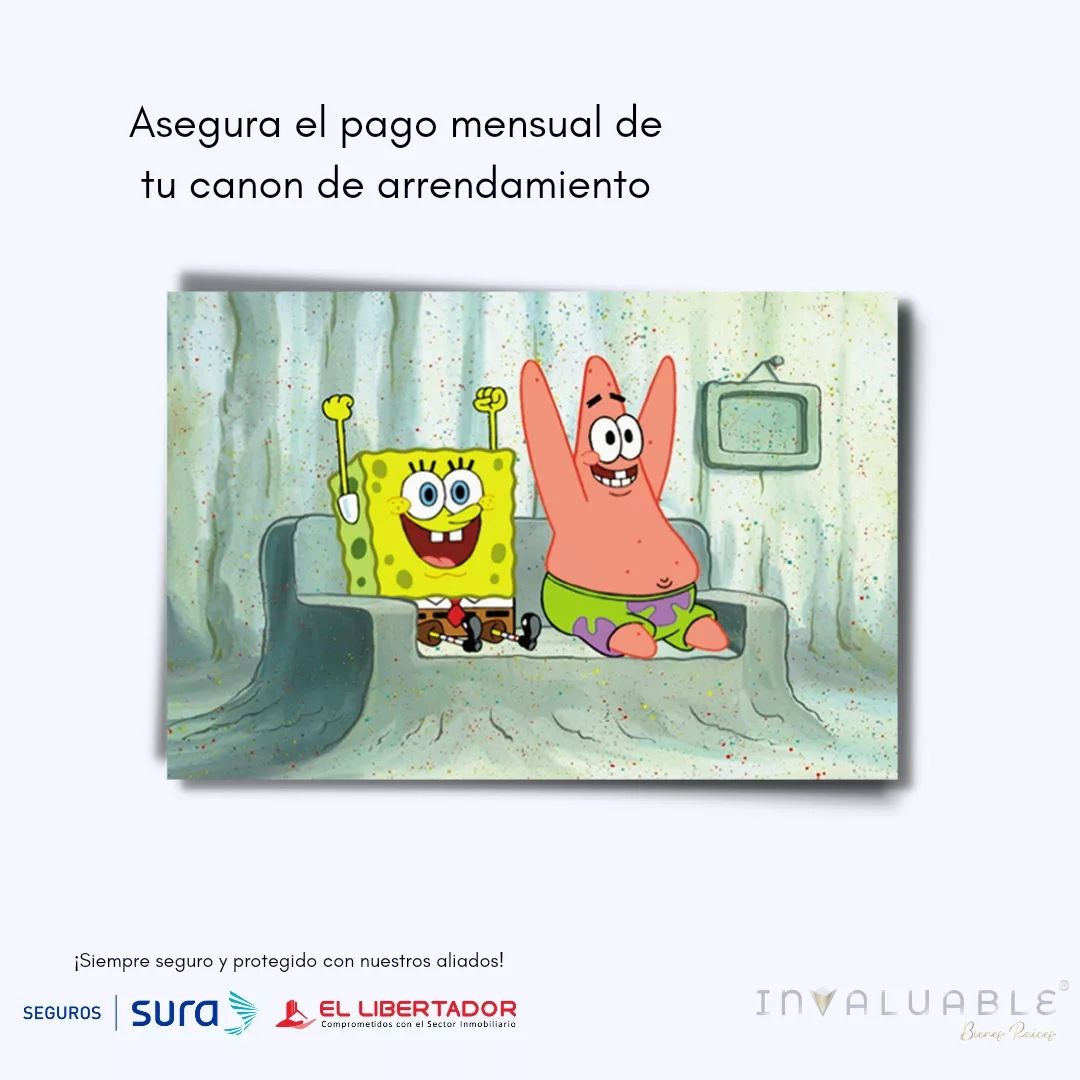 Asegura el pago mensual de
tu canon de arrendamiento
¡Siempre seguro y protegido con nuestros aliados!
SEGUROS | sura
EL LIBERTADOR
Comprometidos con el Sector Inmobiliario
INVALUABLE®
Bienes Raíces